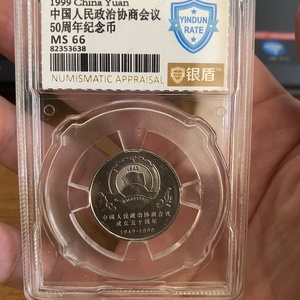 1999 China Yuan
中国人民政治协商会议
50周年纪念币
MS 66
82353638
YINDUN
RATE
NUMISMATIC APPRAISAL
银盾
中国人民政治协商会议
成立五十周年
1949-1999